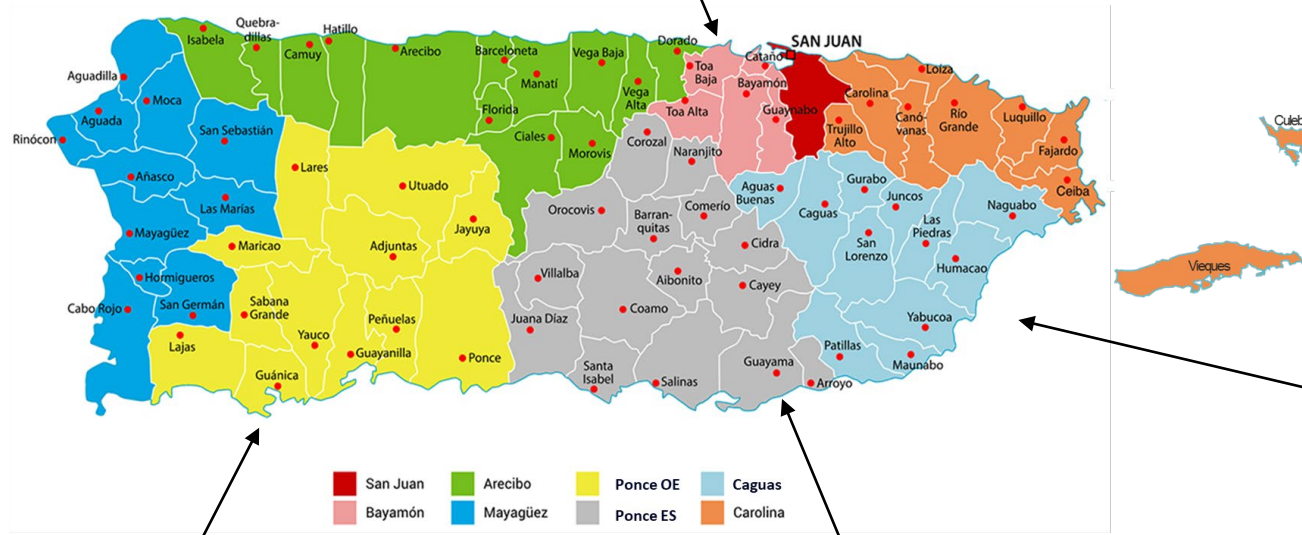 SAN JUAN
Quebra-
dillas
Hatillo
Isabela
Camuy
Arecibo
Barceloneta
Vega Baja
Dorado
Cataño
Toa
Baja
Loiza
Aguadilla
Moca
Manatí
Vega
Alta
Bayamón
Carolina
Toa Alta
Guaynabo
Canó-
vanas
Río
Grande
Luquillo
Aguada
Florida
Culeb
Rinócon
San Sebastián
Ciales
Morovis
Corozal
Trujillo
Alto
Fajardo
Naranjito
Lares
Añasco
Utuado
Aguas
Buenas
Gurabo
Juncos
Ceiba
Las Marías
Orocovis
Barran-
quitas
Comerío
Caguas
Las
Piedras
Naguabo
Mayagüez
Maricao
Adjuntas
Jayuya
Cidra
San
Lorenzo
Humacao
Vieques
Hormigueros
Villalba
Aibonito
Cayey
Cabo Rojo
San Germán
Sabana
Grande
Peñuelas
Juana Díaz
Coamo
Yabucoa
Lajas
Yauco
Guayanilla
Ponce
Patillas
Maunabo
Guánica
Santa
Isabel
Salinas
Guayama
Arroyo
San Juan
Arecibo
Ponce OE
Caguas
Bayamón
Mayagüez
Ponce ES
Carolina